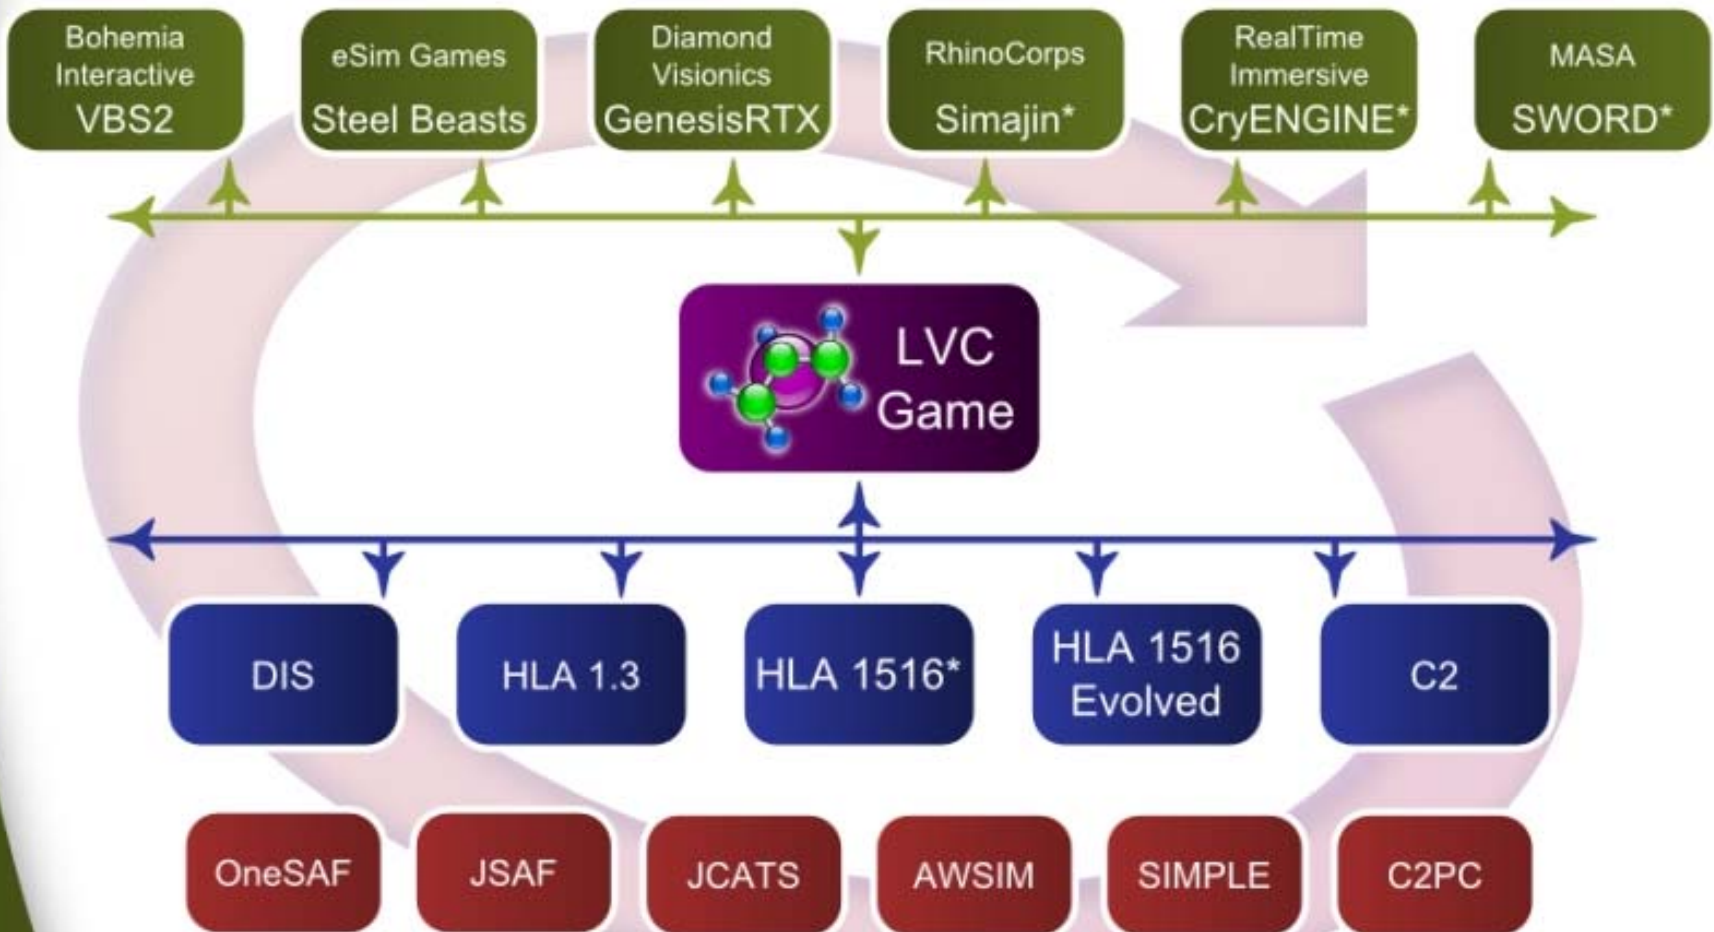 Bohemia
Interactive
VBS2
eSim Games
Steel Beasts
Diamond
Visionics
GenesisRTX
RhinoCorps
Simajin*
RealTime
Immersive
CryENGINE*
MASA
SWORD*
LVC
Game
DIS
HLA 1.3
HLA 1516*
HLA 1516
Evolved
C2
OneSAF
JSAF
JCATS
AWSIM
SIMPLE
C2PC